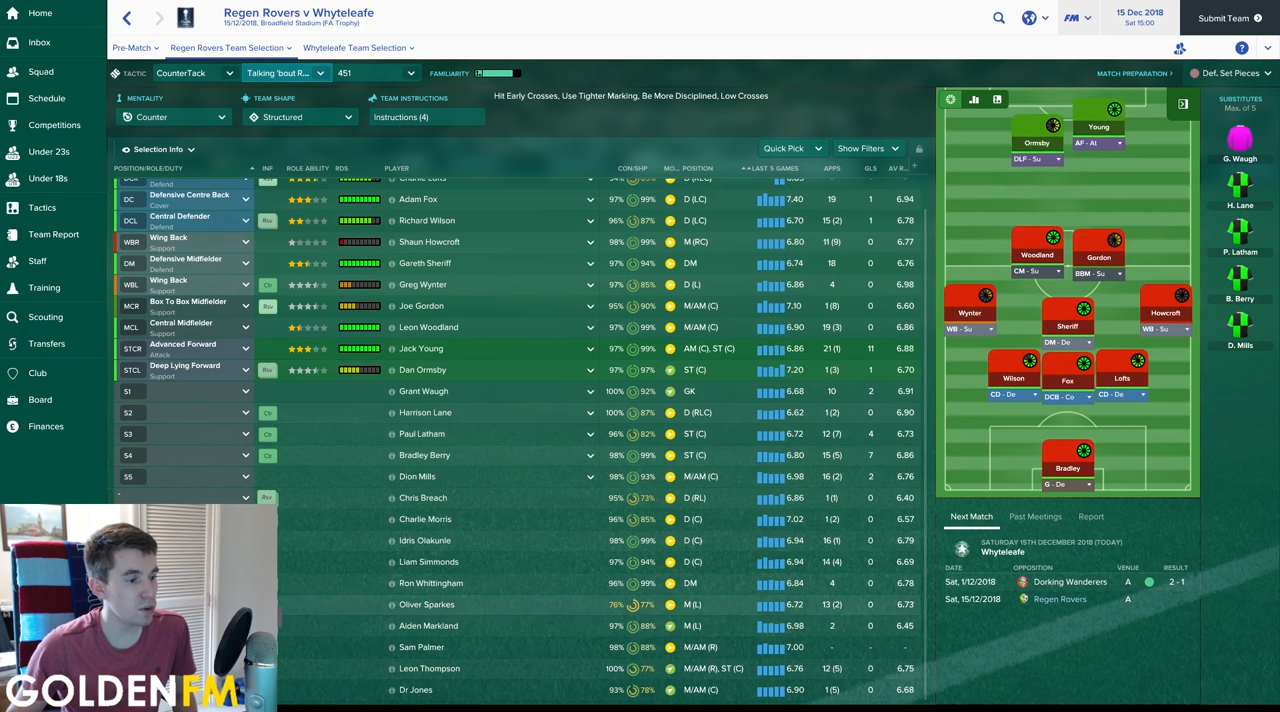 Home
Inbox
Squad
Schedule
Competitions
Under 23s
Under 18s
Tactics
Team Report
Staff
Training
Scouting
Transfers
Club
Board
Finances
Regen Rovers v Whyteleafe
15/12/2018, Broadfield Stadium (FA Trophy)
FM
15 Dec 2018
Sat 15:00
Submit Team
Pre-Match
Regen Rovers Team Selection
Whyteleafe Team Selection
?
TACTIC CounterTack Talking 'bout R... 451 FAMILIARITY
MATCH PREPARATION > Def. Set Pieces
MENTALITY TEAM SHAPE TEAM INSTRUCTIONS
Hit Early Crosses, Use Tighter Marking, Be More Disciplined, Low Crosses
Counter Structured Instructions (4)
Selection Info Quick Pick Show Filters
POSITION/ROLE/DUTY INF ROLE ABILITY RDS PLAYER CON/SHP MO... POSITION LAST 5 GAMES APPS GLS AV R...
Defend
DC Defensive Centre Back Cover Adam Fox 97% 99% D (LC) 7.40 19 1 6.94
DCL Central Defender Defend Rsv Richard Wilson 96% 87% D (LC) 6.70 15 (2) 1 6.78
WBR Wing Back Support Shaun Howcroft 98% 99% M (RC) 6.80 11 (9) 0 6.77
DM Defensive Midfielder Defend Gareth Sheriff 97% 94% DM 6.74 18 0 6.76
WBL Wing Back Support Ctr Greg Wynter 97% 85% D (L) 6.86 4 0 6.98
MCR Box To Box Midfielder Support Rsv Joe Gordon 95% 90% M/AM (C) 7.10 1 (8) 0 6.60
MCL Central Midfielder Support Leon Woodland 97% 99% M/AM (C) 6.90 19 (3) 0 6.86
STCR Advanced Forward Attack Jack Young 97% 99% AM (C), ST (C) 6.86 21 (1) 11 6.88
STCL Deep Lying Forward Support Rsv Dan Ormsby 97% 97% ST (C) 7.20 1 (3) 1 6.70
S1 Grant Waugh 100% 92% GK 6.68 10 2 6.91
S2 Ctr Harrison Lane 100% 87% D (RLC) 6.62 1 (2) 0 6.90
S3 Ctr Paul Latham 96% 82% ST (C) 6.72 12 (7) 4 6.73
S4 Ctr Bradley Berry 98% 99% ST (C) 6.80 15 (5) 7 6.86
S5 Dion Mills 98% 93% M/AM (C) 6.98 16 (2) 2 6.76
- Rsv Chris Breach 95% 73% D (RL) 6.86 1 (1) 0 6.40
Charlie Morris 96% 85% D (C) 7.02 1 (2) 0 6.57
Idris Olakunle 98% 99% D (C) 6.94 16 (1) 0 6.79
Liam Simmonds 97% 94% D (C) 6.94 14 (4) 0 6.69
Ron Whittingham 96% 99% DM 6.84 4 0 6.78
Oliver Sparkes 76% 77% M (L) 6.72 13 (2) 0 6.73
Aiden Markland 97% 88% M (L) 6.98 2 0 6.45
Sam Palmer 98% 88% M/AM (R) 7.00 - - -
Leon Thompson 100% 77% M/AM (R), ST (C) 6.76 12 (5) 0 6.75
Dr Jones 93% 78% M/AM (C) 6.90 1 (5) 0 6.68
Young
AF - At
Ormsby
DLF - Su
Woodland
CM - Su
Gordon
BBM - Su
Wynter
WB - Su
Sheriff
DM - De
Howcroft
WB - Su
Wilson
CD - De
Fox
DCB - Co
Lofts
CD - De
Bradley
G - De
SUBSTITUTES
Max. of 5
G. Waugh
H. Lane
P. Latham
B. Berry
D. Mills
Next Match Past Meetings Report
SATURDAY 15TH DECEMBER 2018 (TODAY)
Whyteleafe
DATE OPPOSITION VENUE RESULT
Sat, 1/12/2018 Dorking Wanderers A 2 - 1
Sat, 15/12/2018 Regen Rovers A
GOLDENFM